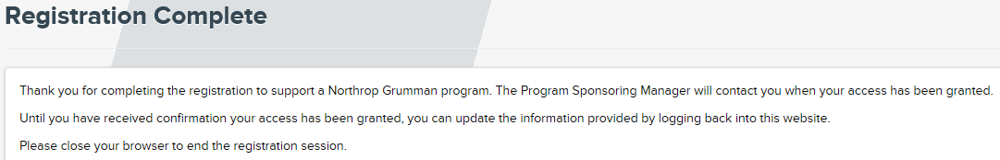 Registration Complete
Thank you for completing the registration to support a Northrop Grumman program. The Program Sponsoring Manager will contact you when your access has been granted.
Until you have received confirmation your access has been granted, you can update the information provided by logging back into this website.
Please close your browser to end the registration session.